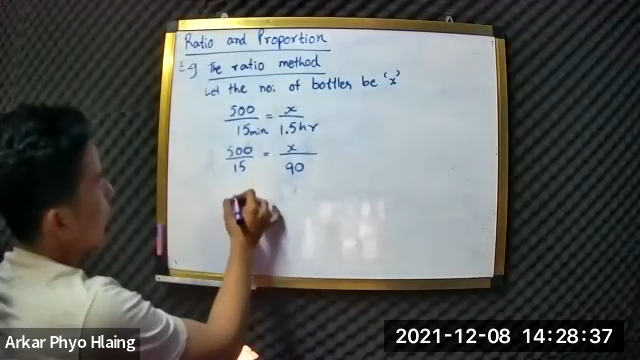 Ratio and Proportion
E.g The ratio method
Let the no: of bottles be 'x'
500/15min = x/1.5hr
500/15 = x/90
Arkar Phyo Hlaing
2021-12-08 14:28:37